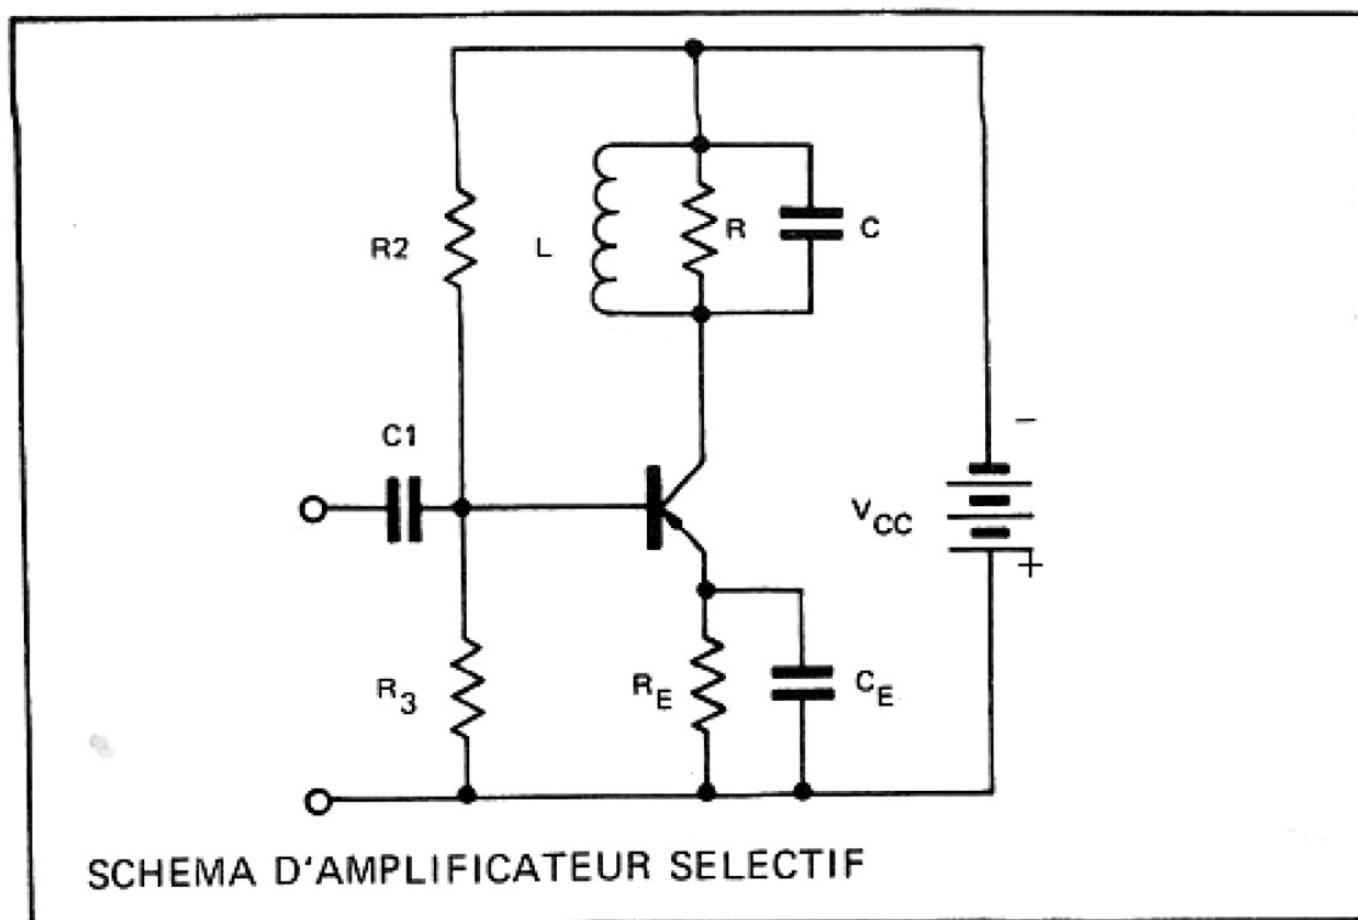 R2
L
R
C
C1
VCC
-
+
R3
RE
CE
SCHEMA D'AMPLIFICATEUR SELECTIF